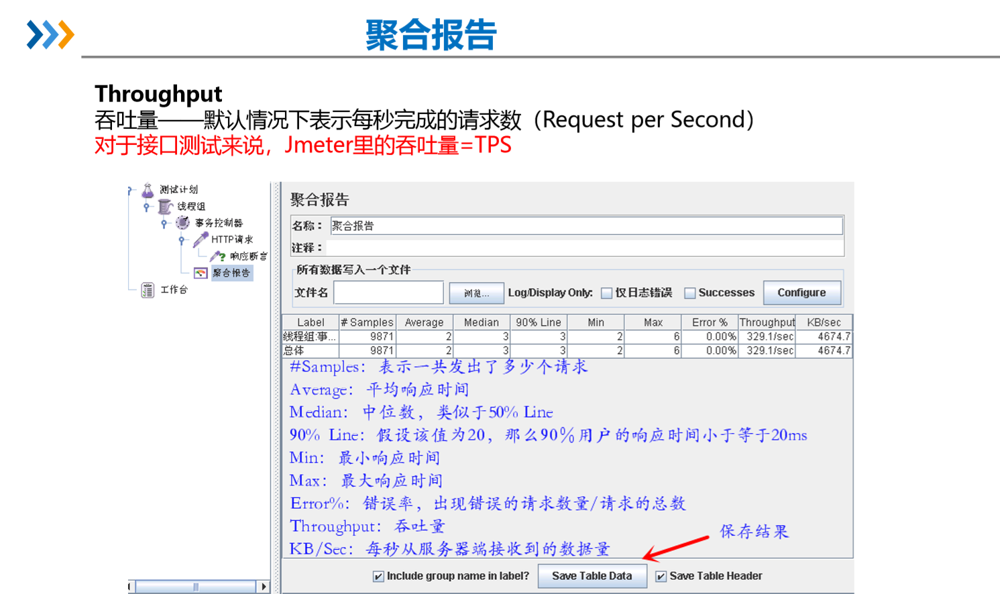 聚合报告
Throughput
吞吐量——默认情况下表示每秒完成的请求数（Request per Second）
对于接口测试来说，Jmeter里的吞吐量=TPS
测试计划
线程组
事务控制器
HTTP请求
响应断言
聚合报告
工作台
聚合报告
名称： 聚合报告
注释：
所有数据写入一个文件
文件名 浏览... Log/Display Only: 仅日志错误 Successes Configure
Label # Samples Average Median 90% Line Min Max Error % Throughput KB/sec
线程组:事... 9871 2 3 3 2 6 0.00% 329.1/sec 4674.7
总体 9871 2 3 3 2 6 0.00% 329.1/sec 4674.7
#Samples: 表示一共发出了多少个请求
Average: 平均响应时间
Median: 中位数，类似于50% Line
90% Line: 假设该值为20，那么90%用户的响应时间小于等于20ms
Min: 最小响应时间
Max: 最大响应时间
Error%: 错误率，出现错误的请求数量/请求的总数
Throughput: 吞吐量
KB/Sec: 每秒从服务器端接收到的数据量
保存结果
Include group name in label? Save Table Data Save Table Header